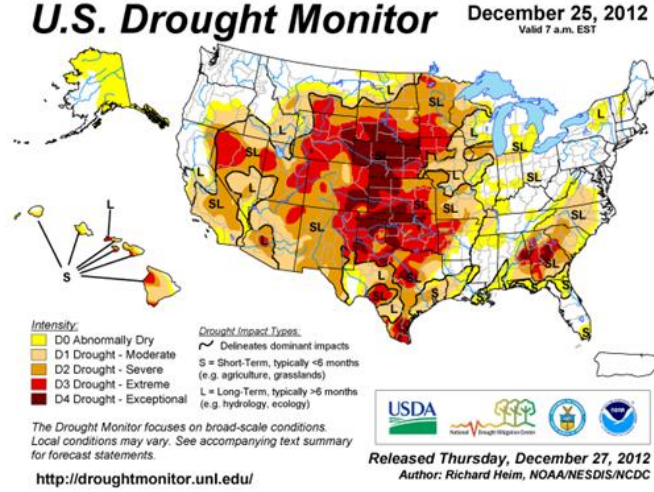 U.S. Drought Monitor
December 25, 2012
Valid 7 a.m. EST
L
SL
L
L
SL
SL
L
L
SL
L
SL
SL
SL
SL
SL
L
SL
SL
SL
L
S
S
L
S
Intensity:
D0 Abnormally Dry
D1 Drought - Moderate
D2 Drought - Severe
D3 Drought - Extreme
D4 Drought - Exceptional
Drought Impact Types:
Delineates dominant impacts
S = Short-Term, typically <6 months
(e.g. agriculture, grasslands)
L = Long-Term, typically >6 months
(e.g. hydrology, ecology)
The Drought Monitor focuses on broad-scale conditions.
Local conditions may vary. See accompanying text summary
for forecast statements.
http://droughtmonitor.unl.edu/
USDA
National Drought Mitigation Center
noaa
Released Thursday, December 27, 2012
Author: Richard Heim, NOAA/NESDIS/NCDC